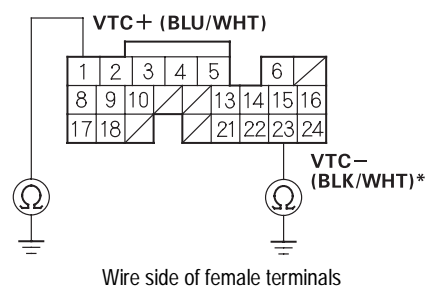 VTC+ (BLU/WHT)
1 2 3 4 5 6
8 9 10 13 14 15 16
17 18 21 22 23 24
VTC−
(BLK/WHT)*
Ω Ω
Wire side of female terminals